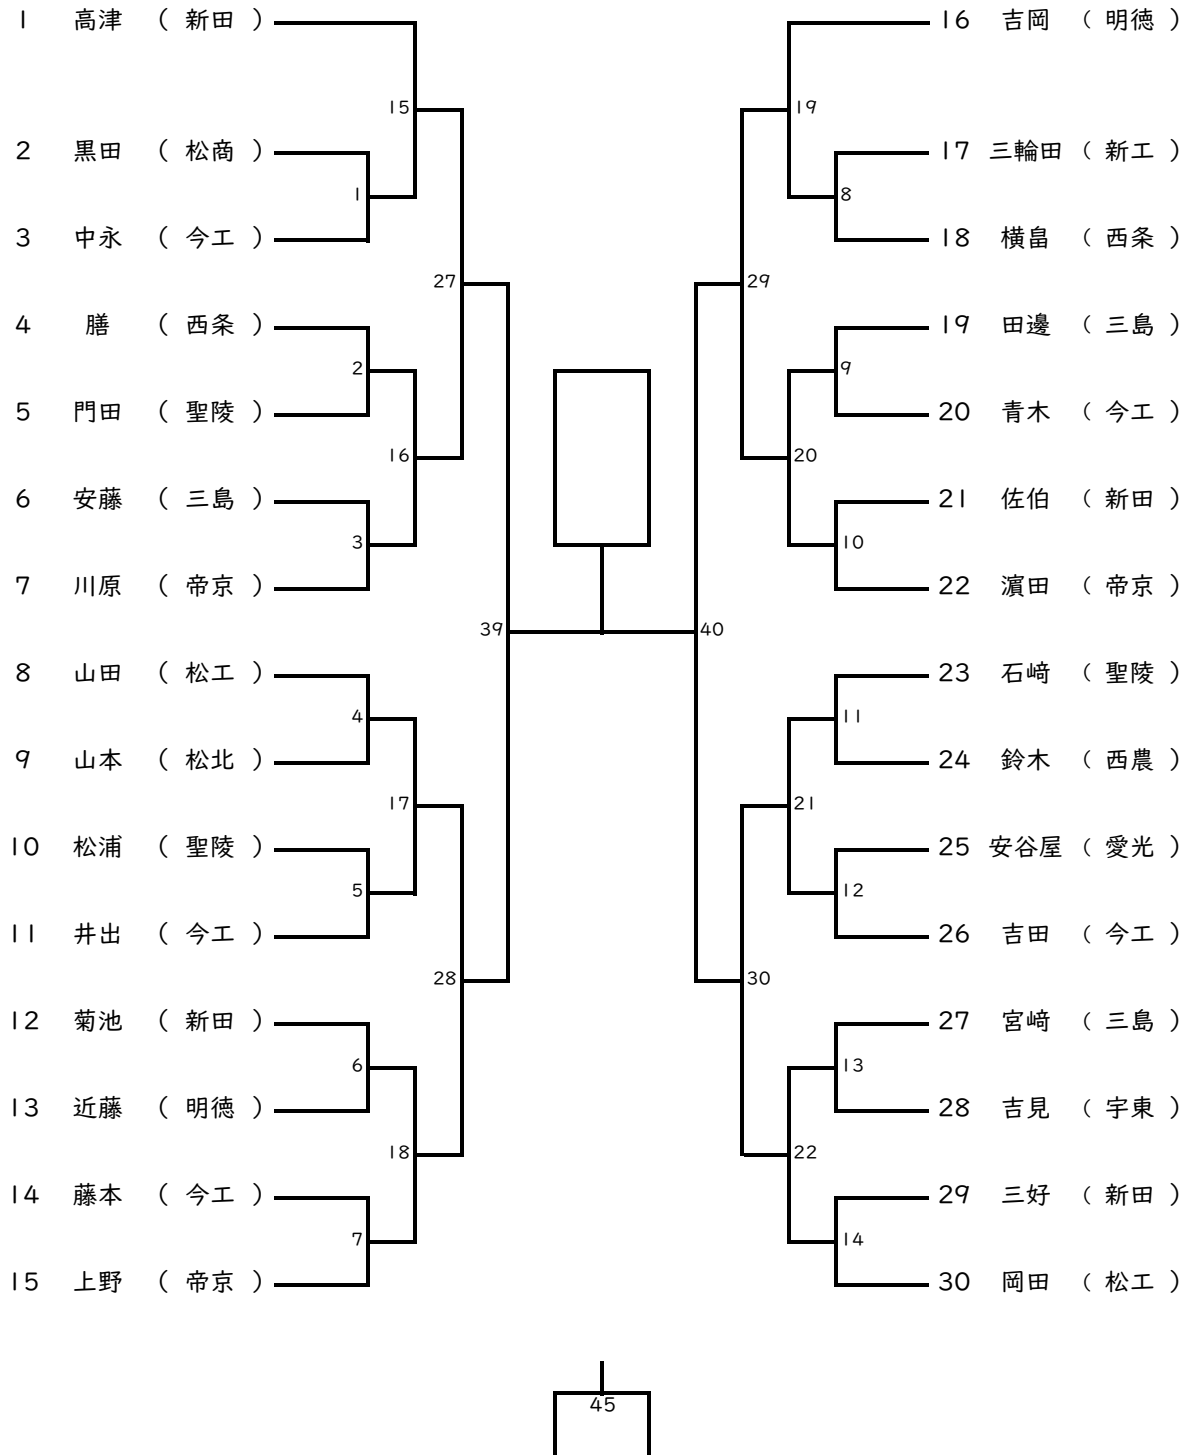 1 高津 ( 新田 )
15
2 黒田 ( 松商 )
1
3 中永 ( 今工 )
27
4 膳 ( 西条 )
2
5 門田 ( 聖陵 )
16
6 安藤 ( 三島 )
3
7 川原 ( 帝京 )
39
8 山田 ( 松工 )
4
9 山本 ( 松北 )
17
10 松浦 ( 聖陵 )
5
11 井出 ( 今工 )
28
12 菊池 ( 新田 )
6
13 近藤 ( 明徳 )
18
14 藤本 ( 今工 )
7
15 上野 ( 帝京 )
16 吉岡 ( 明徳 )
19
17 三輪田 ( 新工 )
8
18 横畠 ( 西条 )
29
19 田邊 ( 三島 )
9
20 青木 ( 今工 )
20
21 佐伯 ( 新田 )
10
22 濵田 ( 帝京 )
40
23 石﨑 ( 聖陵 )
11
24 鈴木 ( 西農 )
21
25 安谷屋 ( 愛光 )
12
26 吉田 ( 今工 )
30
27 宮﨑 ( 三島 )
13
28 吉見 ( 宇東 )
22
29 三好 ( 新田 )
14
30 岡田 ( 松工 )
45